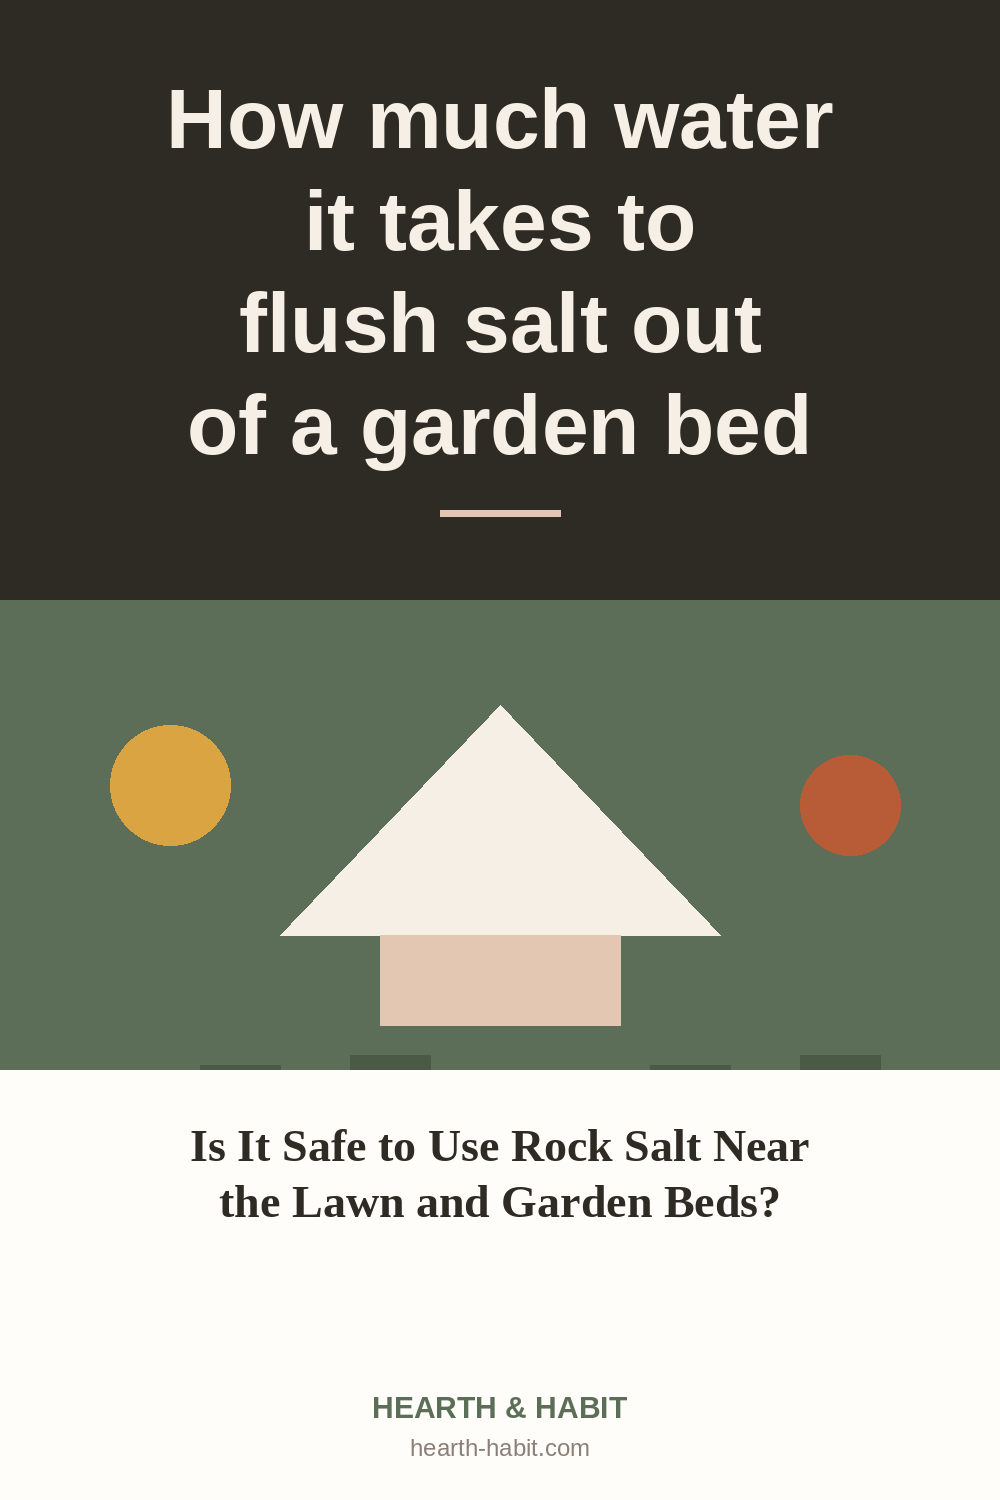 How much water
it takes to
flush salt out
of a garden bed
Is It Safe to Use Rock Salt Near
the Lawn and Garden Beds?
HEARTH & HABIT
hearth-habit.com